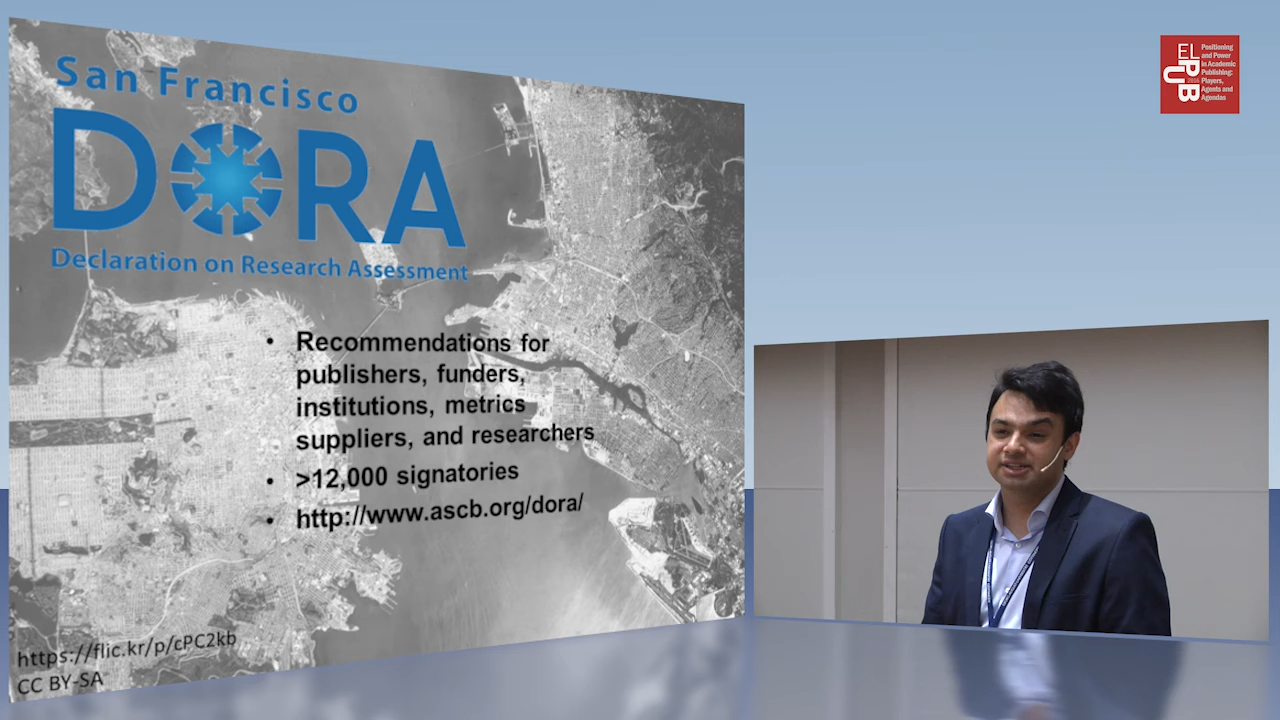 San Francisco
DORA
Declaration on Research Assessment
• Recommendations for
publishers, funders,
institutions, metrics
suppliers, and researchers
• >12,000 signatories
• http://www.ascb.org/dora/
https://flic.kr/p/cPC2kb
CC BY-SA
ELPUB
2016
Positioning
and Power
in Academic
Publishing:
Players,
Agents and
Agendas